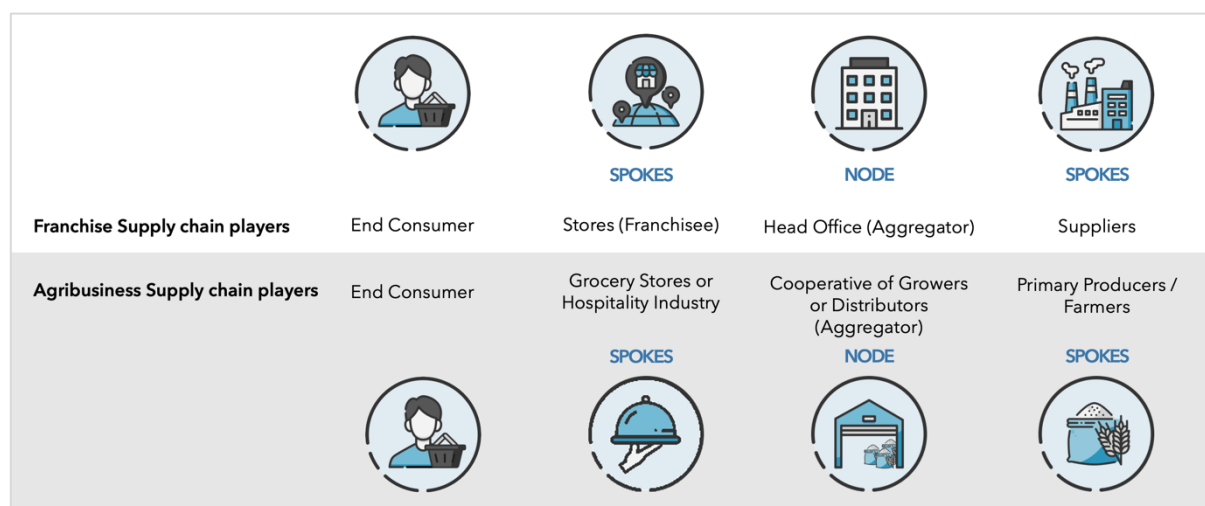 SPOKES
NODE
SPOKES
Franchise Supply chain players
End Consumer
Stores (Franchisee)
Head Office (Aggregator)
Suppliers
Agribusiness Supply chain players
End Consumer
Grocery Stores or
Hospitality Industry
Cooperative of Growers
or Distributors
(Aggregator)
Primary Producers /
Farmers
SPOKES
NODE
SPOKES